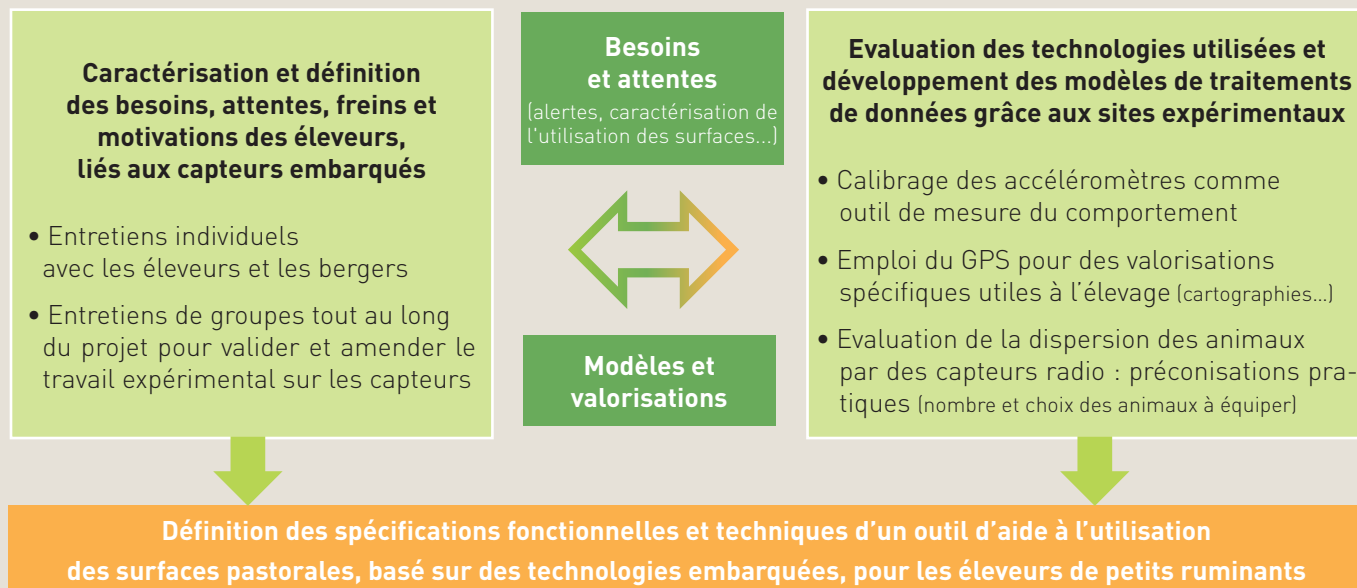 Caractérisation et définition
des besoins, attentes, freins et
motivations des éleveurs,
liés aux capteurs embarqués
• Entretiens individuels
avec les éleveurs et les bergers
• Entretiens de groupes tout au long
du projet pour valider et amender le
travail expérimental sur les capteurs
Besoins
et attentes
(alertes, caractérisation de
l'utilisation des surfaces...)
Modèles et
valorisations
Evaluation des technologies utilisées et
développement des modèles de traitements
de données grâce aux sites expérimentaux
• Calibrage des accéléromètres comme
outil de mesure du comportement
• Emploi du GPS pour des valorisations
spécifiques utiles à l'élevage (cartographies...)
• Evaluation de la dispersion des animaux
par des capteurs radio : préconisations pra-
tiques (nombre et choix des animaux à équiper)
Définition des spécifications fonctionnelles et techniques d'un outil d'aide à l'utilisation
des surfaces pastorales, basé sur des technologies embarquées, pour les éleveurs de petits ruminants